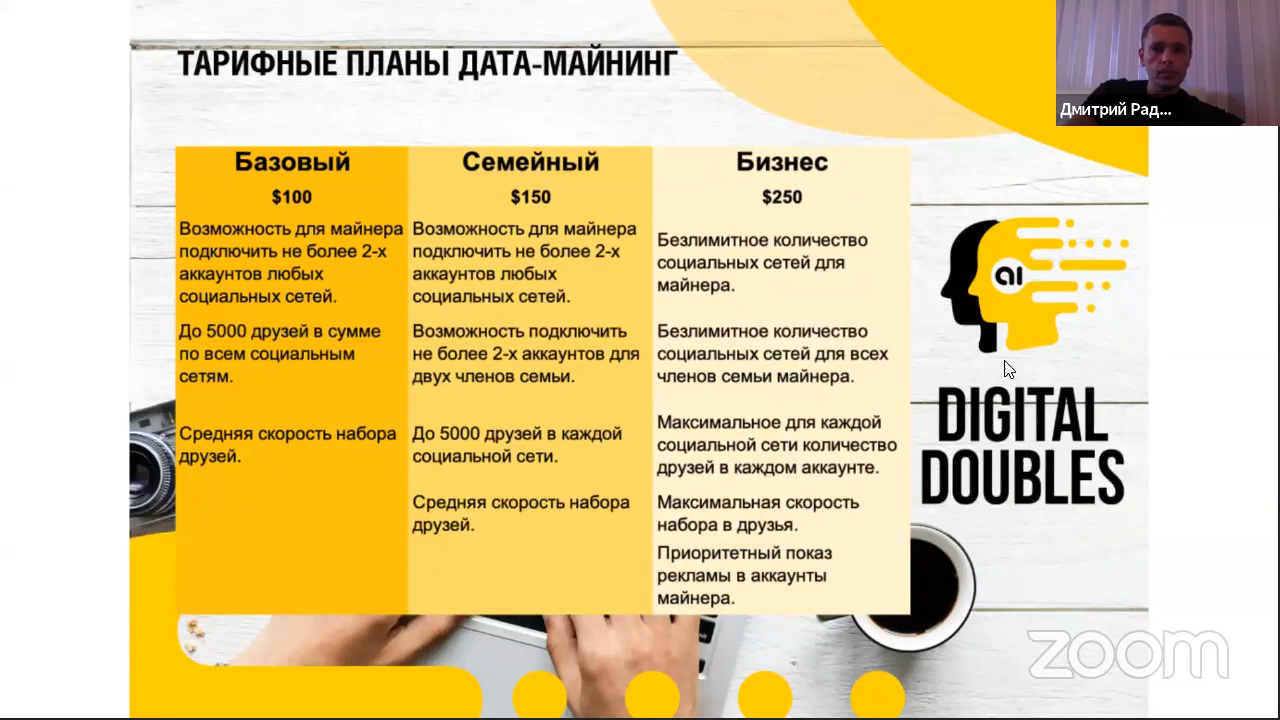 ТАРИФНЫЕ ПЛАНЫ ДАТА-МАЙНИНГ
Дмитрий Рад...
Базовый
$100
Возможность для майнера
подключить не более 2-х
аккаунтов любых
социальных сетей.
До 5000 друзей в сумме
по всем социальным
сетям.
Средняя скорость набора
друзей.
Семейный
$150
Возможность для майнера
подключить не более 2-х
аккаунтов любых
социальных сетей.
Возможность подключить
не более 2-х аккаунтов для
двух членов семьи.
До 5000 друзей в каждой
социальной сети.
Средняя скорость набора
друзей.
Бизнес
$250
Безлимитное количество
социальных сетей для
майнера.
Безлимитное количество
социальных сетей для всех
членов семьи майнера.
Максимальное для каждой
социальной сети количество
друзей в каждом аккаунте.
Максимальная скорость
набора в друзья.
Приоритетный показ
рекламы в аккаунты
майнера.
ai
DIGITAL
DOUBLES
zoom